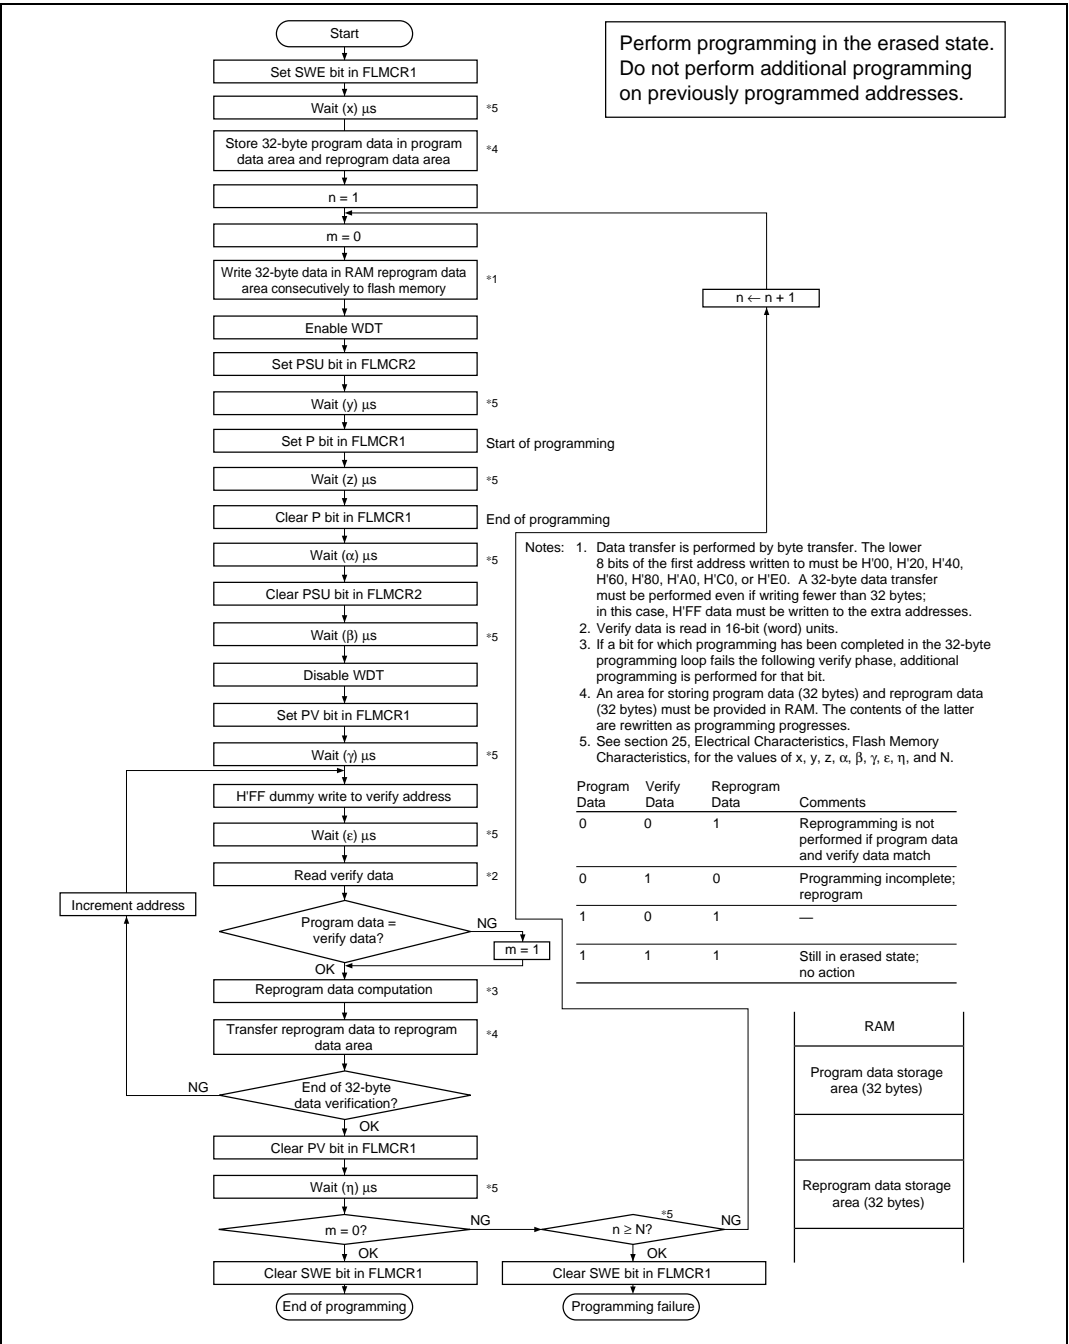 Start
Perform programming in the erased state.
Do not perform additional programming
on previously programmed addresses.
Set SWE bit in FLMCR1
Wait (x) μs
*5
Store 32-byte program data in program
data area and reprogram data area
*4
n = 1
m = 0
Write 32-byte data in RAM reprogram data
area consecutively to flash memory
*1
n ← n + 1
Enable WDT
Set PSU bit in FLMCR2
Wait (y) μs
*5
Set P bit in FLMCR1
Start of programming
Wait (z) μs
*5
Clear P bit in FLMCR1
End of programming
Wait (α) μs
*5
Clear PSU bit in FLMCR2
Wait (β) μs
*5
Disable WDT
Set PV bit in FLMCR1
Wait (γ) μs
*5
H'FF dummy write to verify address
Wait (ε) μs
*5
Read verify data
*2
Increment address
Program data =
verify data?
NG
m = 1
OK
Reprogram data computation
*3
Transfer reprogram data to reprogram
data area
*4
NG
End of 32-byte
data verification?
OK
Clear PV bit in FLMCR1
Wait (η) μs
*5
m = 0?
NG
*5
n ≥ N?
NG
OK
OK
Clear SWE bit in FLMCR1
Clear SWE bit in FLMCR1
End of programming
Programming failure
Notes: 1. Data transfer is performed by byte transfer. The lower
8 bits of the first address written to must be H'00, H'20, H'40,
H'60, H'80, H'A0, H'C0, or H'E0. A 32-byte data transfer
must be performed even if writing fewer than 32 bytes;
in this case, H'FF data must be written to the extra addresses.
2. Verify data is read in 16-bit (word) units.
3. If a bit for which programming has been completed in the 32-byte
programming loop fails the following verify phase, additional
programming is performed for that bit.
4. An area for storing program data (32 bytes) and reprogram data
(32 bytes) must be provided in RAM. The contents of the latter
are rewritten as programming progresses.
5. See section 25, Electrical Characteristics, Flash Memory
Characteristics, for the values of x, y, z, α, β, γ, ε, η, and N.
Program Verify Reprogram
Data Data Data Comments
0 0 1 Reprogramming is not
performed if program data
and verify data match
0 1 0 Programming incomplete;
reprogram
1 0 1 —
1 1 1 Still in erased state;
no action
RAM
Program data storage
area (32 bytes)
Reprogram data storage
area (32 bytes)